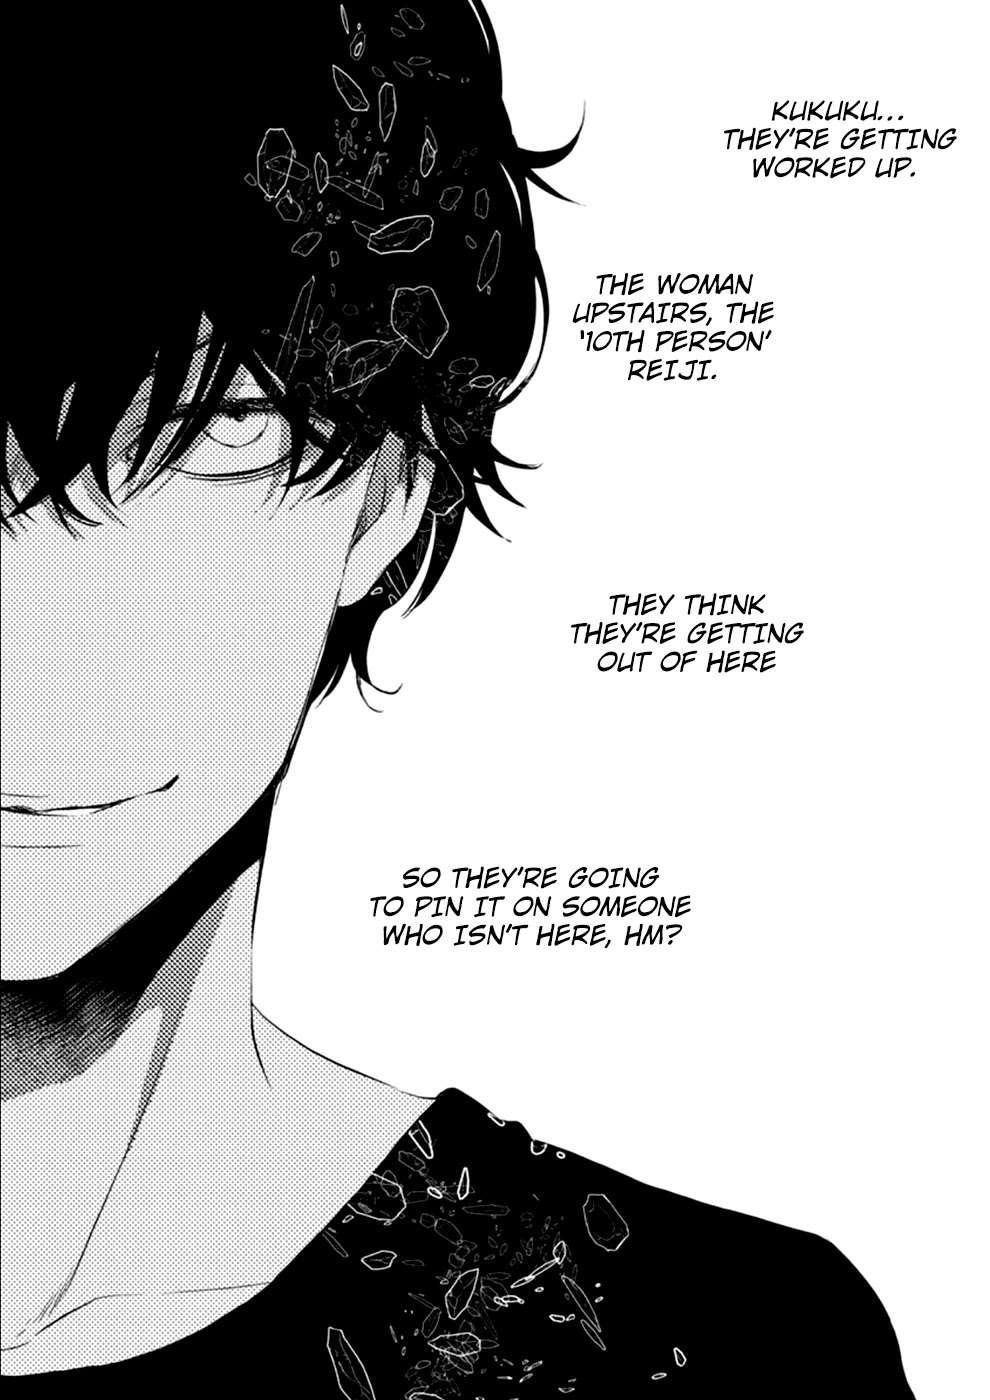 KUKUKU...
THEY'RE GETTING
WORKED UP.
THE WOMAN
UPSTAIRS, THE
'10TH PERSON'
REIJI.
THEY THINK
THEY'RE GETTING
OUT OF HERE
SO THEY'RE GOING
TO PIN IT ON SOMEONE
WHO ISN'T HERE, HM?